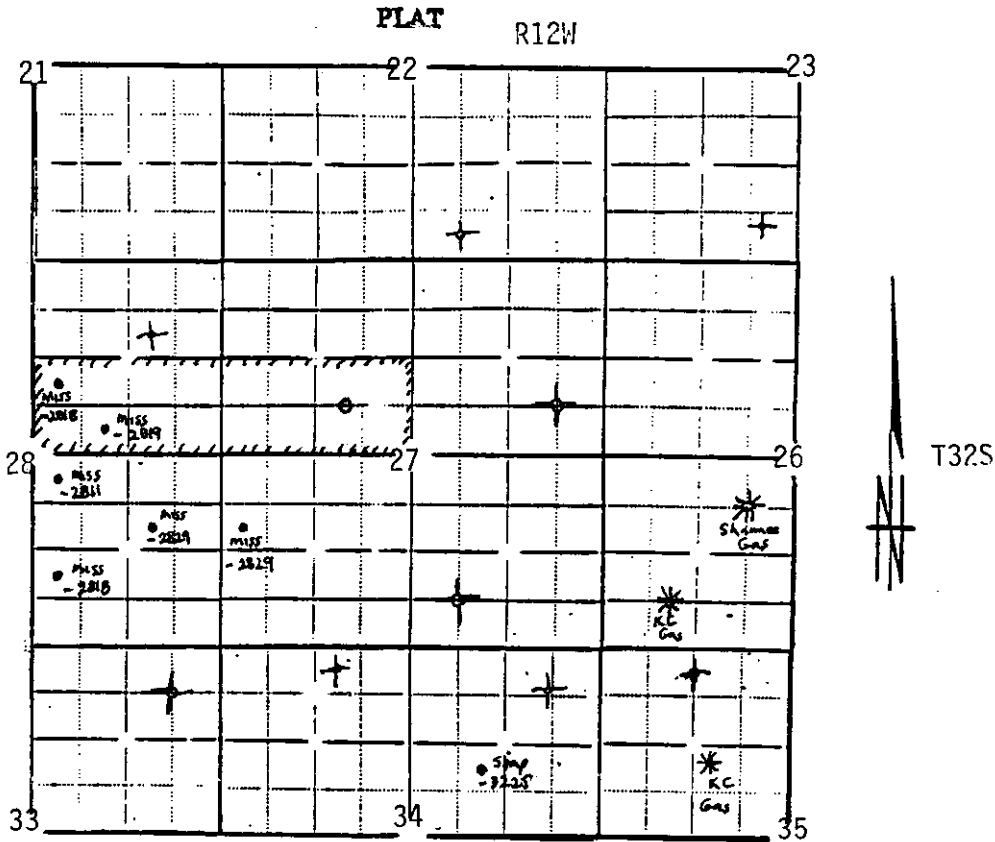 PLAT
R12W
21
22
23
Miss
-2818
Miss
-2819
28
27
26
T32S
Miss
-2811
Miss
-2829
Miss
-2829
Shawnee
Gas
Miss
-2818
KC
Gas
Simp
-3225
KC
Gas
33
34
35
N